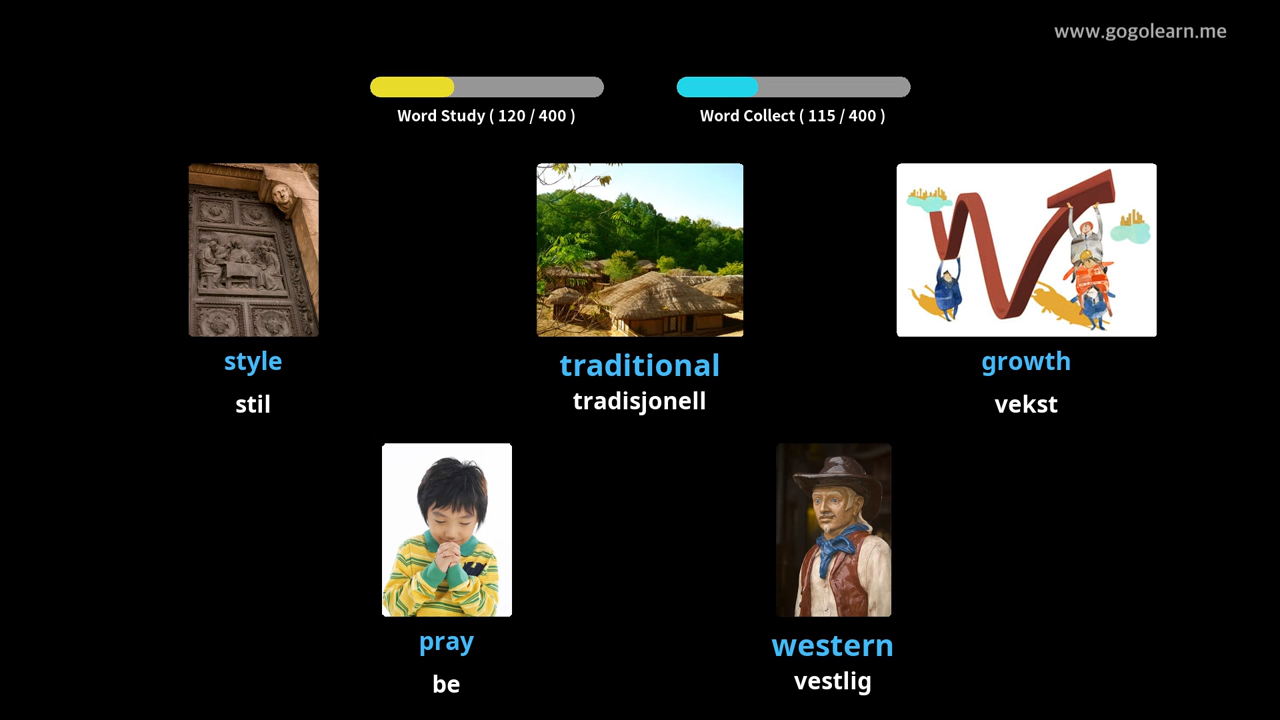 www.gogolearn.me
Word Study ( 120 / 400 )
Word Collect ( 115 / 400 )
style
stil
traditional
tradisjonell
growth
vekst
pray
be
western
vestlig